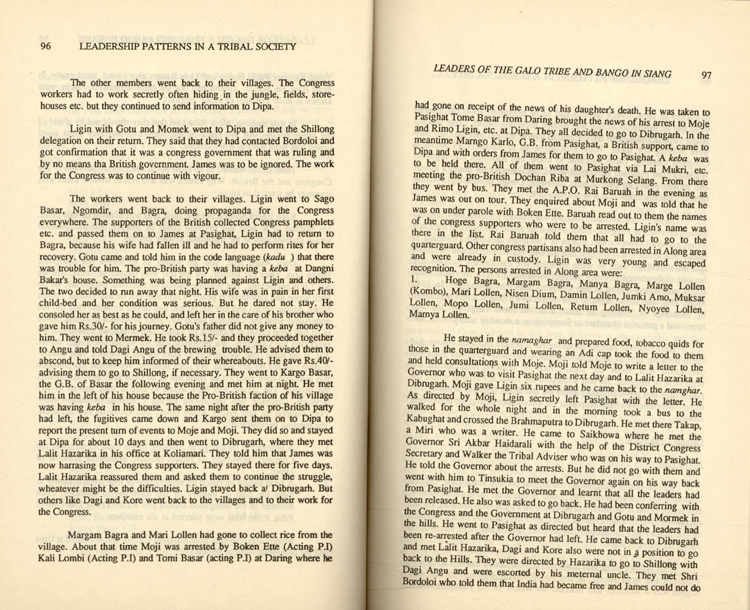 96 LEADERSHIP PATTERNS IN A TRIBAL SOCIETY
The other members went back to their villages. The Congress
workers had to work secretly often hiding in the jungle, fields, store-
houses etc. but they continued to send information to Dipa.
Ligin with Gotu and Momek went to Dipa and met the Shillong
delegation on their return. They said that they had contacted Bordoloi and
got confirmation that it was a congress government that was ruling and
by no means tha British government. James was to be ignored. The work
for the Congress was to continue with vigour.
The workers went back to their villages. Ligin went to Sago
Basar, Ngomdir, and Bagra, doing propaganda for the Congress
everywhere. The supporters of the British collected Congress pamphlets
etc. and passed them on to James at Pasighat, Ligin had to return to
Bagra, because his wife had fallen ill and he had to perform rites for her
recovery. Gotu came and told him in the code language (kadu ) that there
was trouble for him. The pro-British party was having a keba at Dangni
Bakar's house. Something was being planned against Ligin and others.
The two decided to run away that night. His wife was in pain in her first
child-bed and her condition was serious. But he dared not stay. He
consoled her as best as he could, and left her in the care of his brother who
gave him Rs.30/- for his journey. Gotu's father did not give any money to
him. They went to Mermek. He took Rs.15/- and they proceeded together
to Angu and told Dagi Angu of the brewing trouble. He advised them to
abscond, but to keep him informed of their whereabouts. He gave Rs.40/-
advising them to go to Shillong, if necessary. They went to Kargo Basar,
the G.B. of Basar the following evening and met him at night. He met
him in the left of his house because the Pro-British faction of his village
was having keba in his house. The same night after the pro-British party
had left, the fugitives came down and Kargo sent them on to Dipa to
report the present turn of events to Moje and Moji. They did so and stayed
at Dipa for about 10 days and then went to Dibrugarh, where they met
Lalit Hazarika in his office at Koliamari. They told him that James was
now harrasing the Congress supporters. They stayed there for five days.
Lalit Hazarika reassured them and asked them to continue the struggle,
wheatever might be the difficulties. Ligin stayed back at Dibrugarh. But
others like Dagi and Kore went back to the villages and to their work for
the Congress.
Margam Bagra and Mari Lollen had gone to collect rice from the
village. About that time Moji was arrested by Boken Ette (Acting P.I)
Kali Lombi (Acting P.I) and Tomi Basar (acting P.I) at Daring where he
LEADERS OF THE GALO TRIBE AND BANGO IN SIANG 97
had gone on receipt of the news of his daughter's death. He was taken to
Pasighat Tome Basar from Daring brought the news of his arrest to Moje
and Rimo Ligin, etc. at Dipa. They all decided to go to Dibrugarh. In the
meantime Marngo Karlo, G.B. from Pasighat, a British support, came to
Dipa and with orders from James for them to go to Pasighat. A keba was
to be held there. All of them went to Pasighat via Lai Mukri, etc.
meeting the pro-British Dochan Riba at Murkong Selang. From there
they went by bus. They met the A.P.O. Rai Baruah in the evening as
James was out on tour. They enquired about Moji and was told that he
was on under parole with Boken Ette. Baruah read out to them the names
of the congress supporters who were to be arrested. Ligin's name was
there in the list. Rai Baruah told them that all had to go to the
quarterguard. Other congress partisans also had been arrested in Along area
and were already in custody. Ligin was very young and escaped
recognition. The persons arrested in Along area were:
1. Hoge Bagra, Margam Bagra, Manya Bagra, Marge Lollen
(Kombo), Mari Lollen, Nisen Dium, Damin Lollen, Jumki Amo, Muksar
Lollen, Mopo Lollen, Jumi Lollen, Retum Lollen, Nyoyee Lollen,
Marnya Lollen.
He stayed in the namaghar and prepared food, tobacco quids for
those in the quarterguard and wearing an Adi cap took the food to them
and held consultations with Moje. Moji told Moje to write a letter to the
Governor who was to visit Pasighat the next day and to Lalit Hazarika at
Dibrugarh. Moji gave Ligin six rupees and he came back to the namghar.
As directed by Moji, Ligin secretly left Pasighat with the letter. He
walked for the whole night and in the morning took a bus to the
Kabughat and crossed the Brahmaputra to Dibrugarh. He met there Takap,
a Miri who was a writer. He came to Saikhowa where he met the
Governor Sri Akbar Haidarali with the help of the District Congress
Secretary and Walker the Tribal Adviser who was on his way to Pasighat.
He told the Governor about the arrests. But he did not go with them and
went with him to Tinsukia to meet the Governor again on his way back
from Pasighat. He met the Governor and learnt that all the leaders had
been released. He also was asked to go back. He had been conferring with
the Congress and the Government at Dibrugarh and Gotu and Mormek in
the hills. He went to Pasighat as directed but heard that the leaders had
been re-arrested after the Governor had left. He came back to Dibrugarh
and met Lalit Hazarika, Dagi and Kore also were not in a position to go
back to the Hills. They were directed by Hazarika to go to Shillong with
Dagi Angu and were escorted by his meternal uncle. They met Shri
Bordoloi who told them that India had became free and James could not do